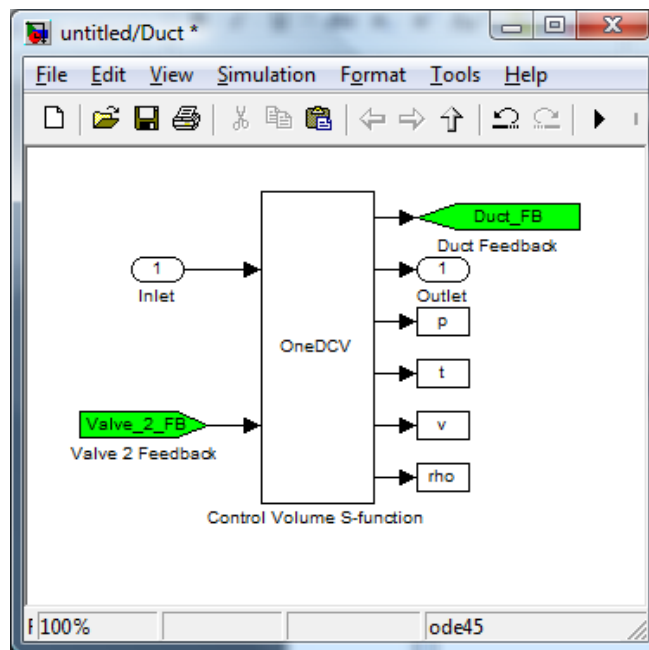 untitled/Duct *
File Edit View Simulation Format Tools Help
Duct_FB
Duct Feedback
1
Inlet
1
Outlet
p
OneDCV
t
Valve_2_FB
Valve 2 Feedback
v
rho
Control Volume S-function
100%
ode45